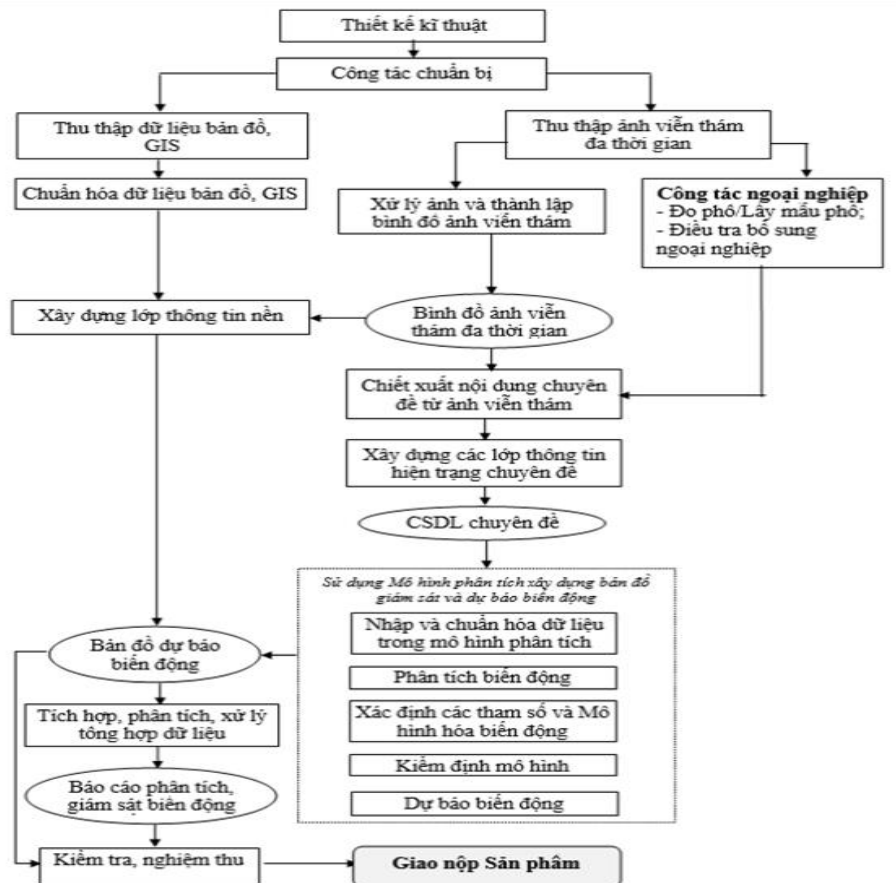 Thiết kế kĩ thuật
Công tác chuẩn bị
Thu thập dữ liệu bản đồ,
GIS
Thu thập ảnh viễn thám
đa thời gian
Chuẩn hóa dữ liệu bản đồ, GIS
Xử lý ảnh và thành lập
bình đồ ảnh viễn thám
Công tác ngoại nghiệp
- Đo phổ/Lấy mẫu phổ;
- Điều tra bổ sung
ngoại nghiệp
Xây dựng lớp thông tin nền
Bình đồ ảnh viễn
thám đa thời gian
Chiết xuất nội dung chuyên
đề từ ảnh viễn thám
Xây dựng các lớp thông tin
hiện trạng chuyên đề
CSDL chuyên đề
Sử dụng Mô hình phân tích xây dựng bản đồ
giám sát và dự báo biến động
Nhập và chuẩn hóa dữ liệu
trong mô hình phân tích
Phân tích biến động
Xác định các tham số và Mô
hình hóa biến động
Kiểm định mô hình
Dự báo biến động
Bản đồ dự báo
biến động
Tích hợp, phân tích, xử lý
tổng hợp dữ liệu
Báo cáo phân tích,
giám sát biến động
Kiểm tra, nghiệm thu
Giao nộp Sản phẩm